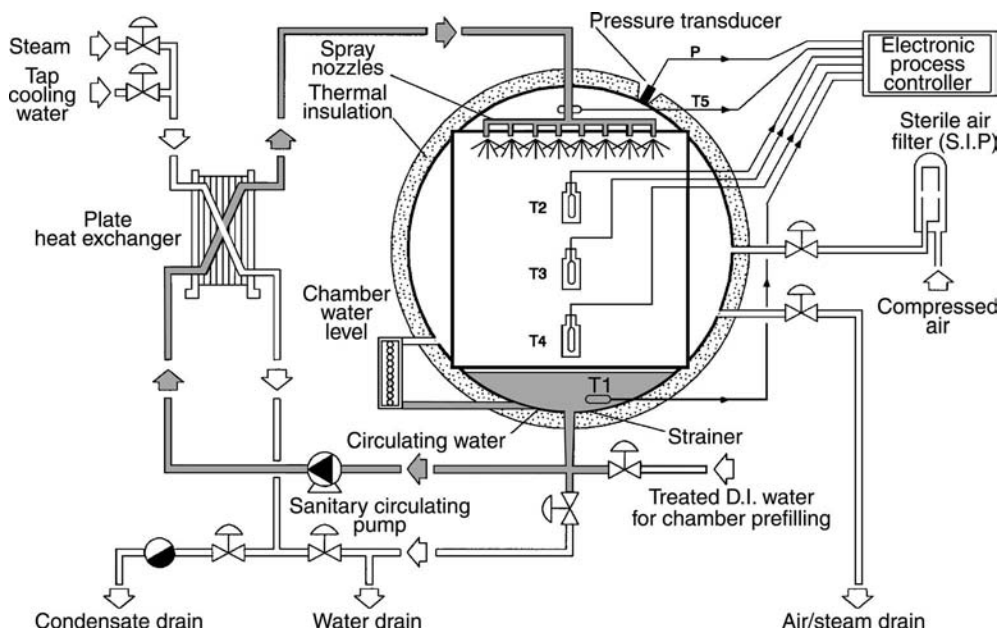 Steam
Tap
cooling
water
Spray
nozzles
Thermal
insulation
Pressure transducer
P
T5
Electronic
process
controller
Sterile air
filter (S.I.P)
Plate
heat exchanger
T2
T3
T4
Chamber
water
level
Compressed
air
T1
Circulating water
Strainer
Sanitary circulating
pump
Treated D.I. water
for chamber prefilling
Condensate drain
Water drain
Air/steam drain